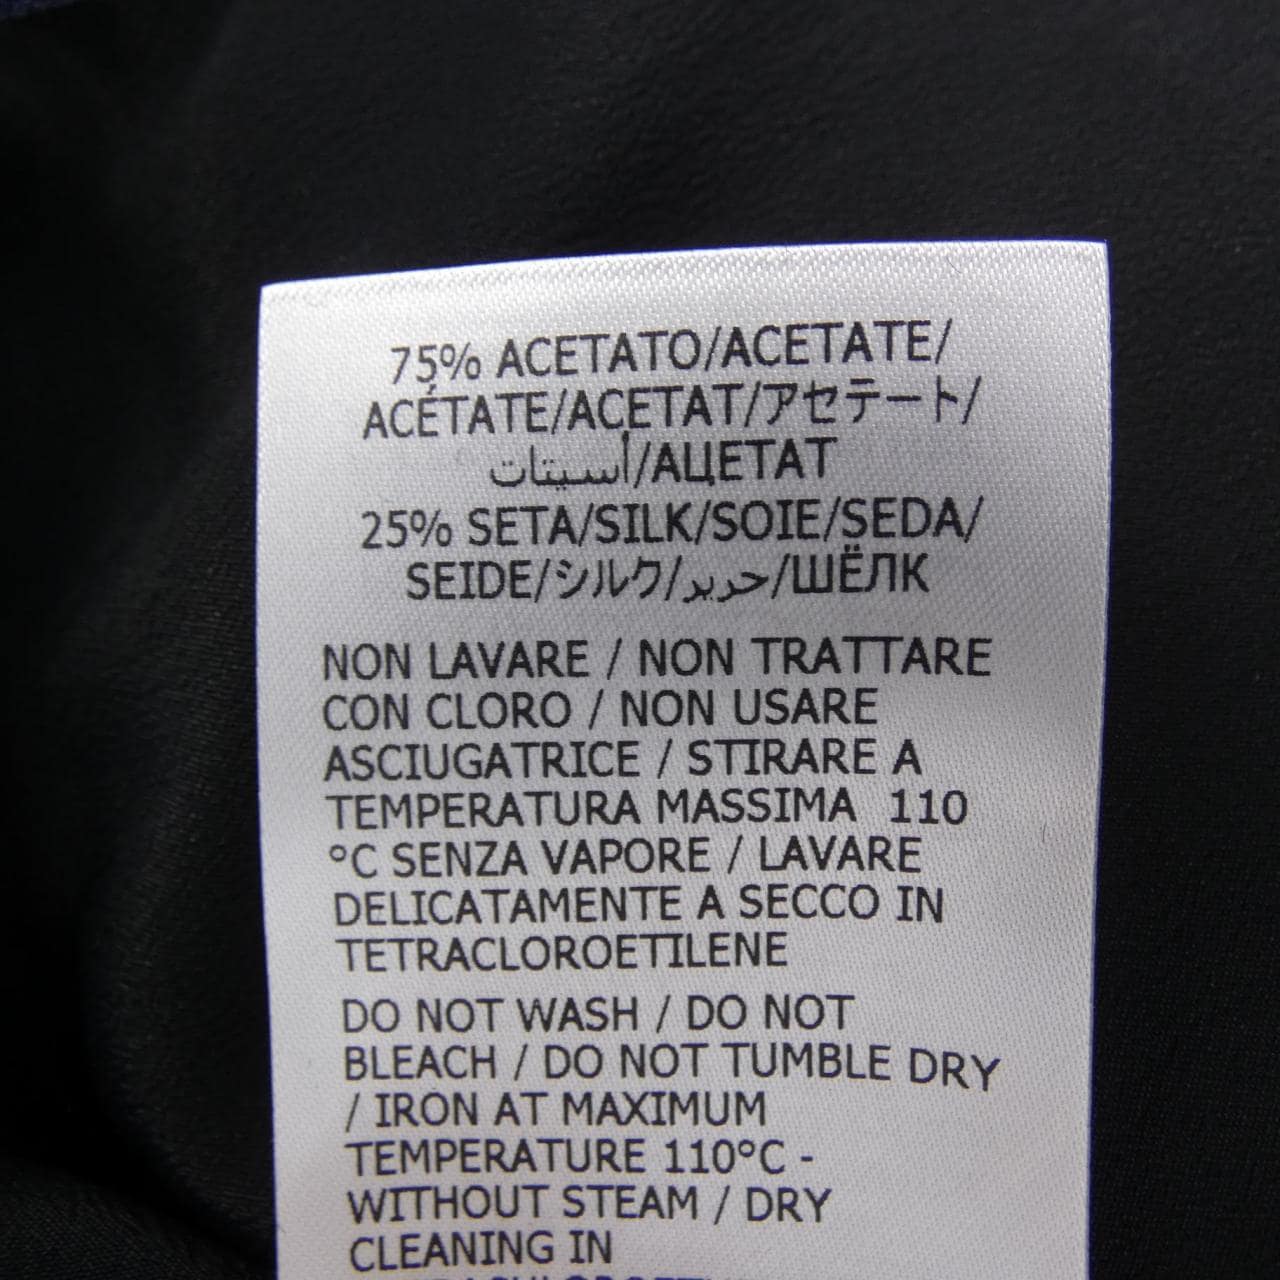 75% ACETATO/ACETATE/
ACÉTATE/ACETAT/アセテート/
أسيتات/АЦЕТАТ
25% SETA/SILK/SOIE/SEDA/
SEIDE/シルク/حرير/ШЁЛК
NON LAVARE / NON TRATTARE
CON CLORO / NON USARE
ASCIUGATRICE / STIRARE A
TEMPERATURA MASSIMA 110
°C SENZA VAPORE / LAVARE
DELICATAMENTE A SECCO IN
TETRACLOROETILENE
DO NOT WASH / DO NOT
BLEACH / DO NOT TUMBLE DRY
/ IRON AT MAXIMUM
TEMPERATURE 110°C -
WITHOUT STEAM / DRY
CLEANING IN